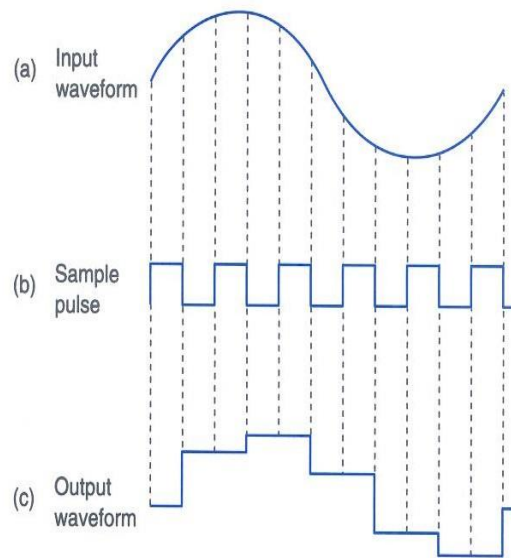 (a) Input
waveform
(b) Sample
pulse
(c) Output
waveform